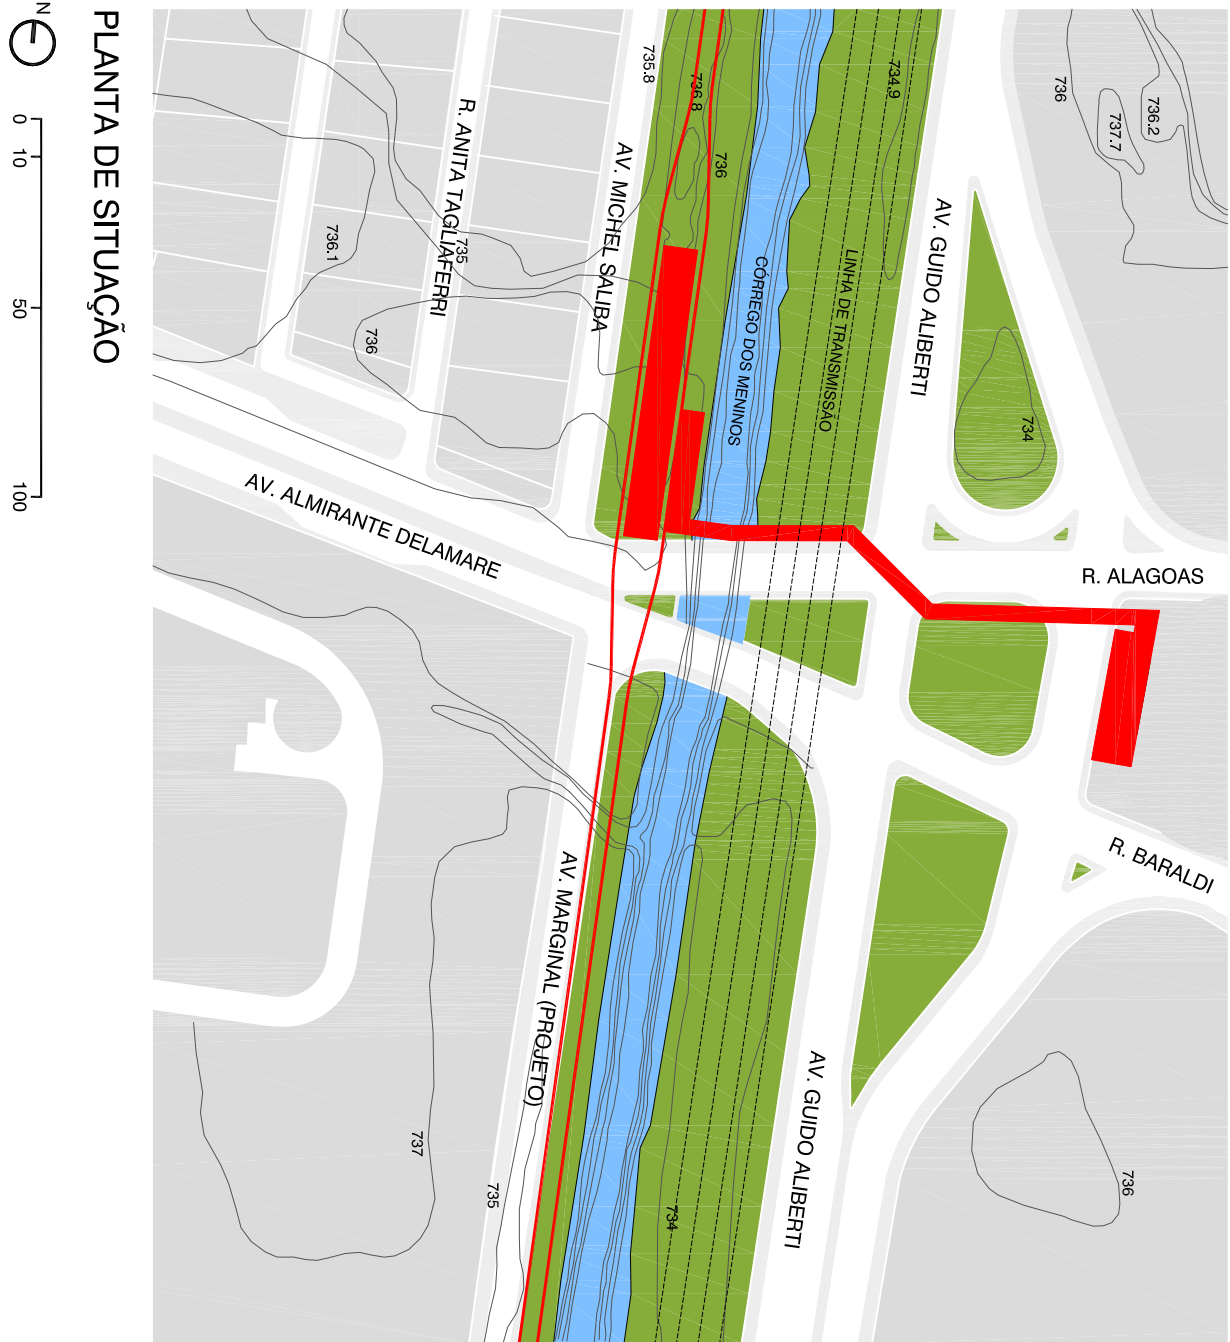 PLANTA DE SITUAÇÃO
N
0
10
50
100
R. ANITA TAGLIAFERRI
AV. MICHEL SALIBA
CÓRREGO DOS MENINOS
LINHA DE TRANSMISSÃO
AV. GUIDO ALIBERTI
AV. ALMIRANTE DELAMARE
R. ALAGOAS
R. BARALDI
AV. MARGINAL (PROJETO)
AV. GUIDO ALIBERTI
735.8
736.8
736
734.9
736
737.7
736.2
736.1
735
736
734
737
735
734
736